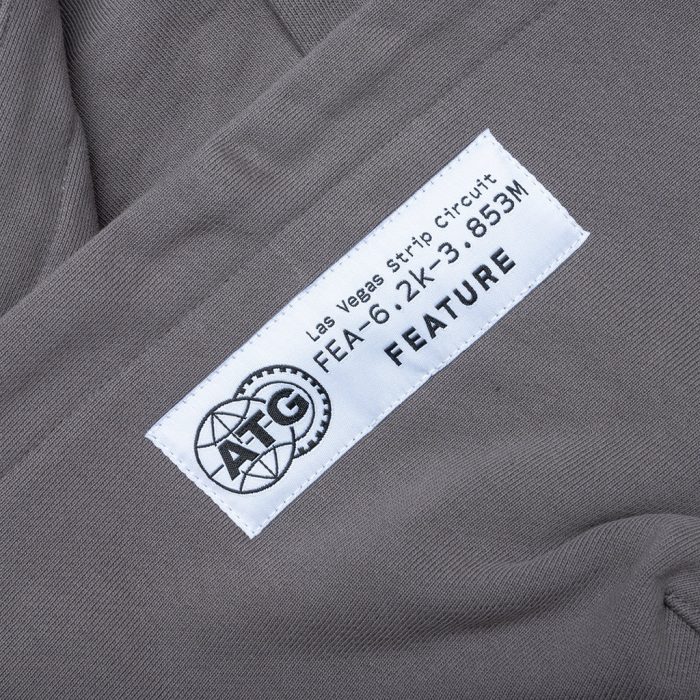 Las Vegas Strip Circuit
FEA-6.2k-3.853M
FEATURE
ATG